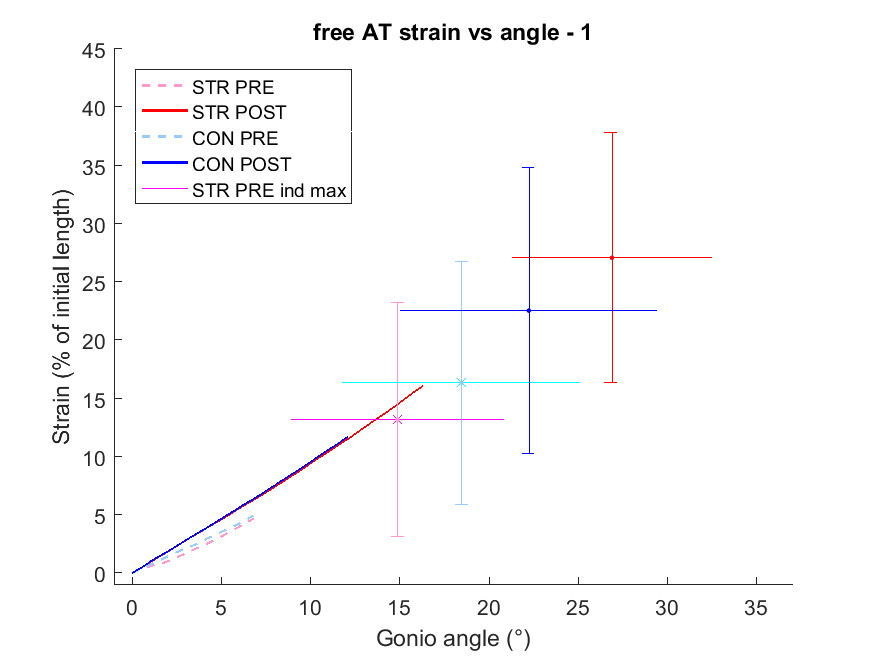 free AT strain vs angle - 1
45
40
35
30
25
20
15
10
5
0
Strain (% of initial length)
STR PRE
STR POST
CON PRE
CON POST
STR PRE ind max
0 5 10 15 20 25 30 35
Gonio angle (°)